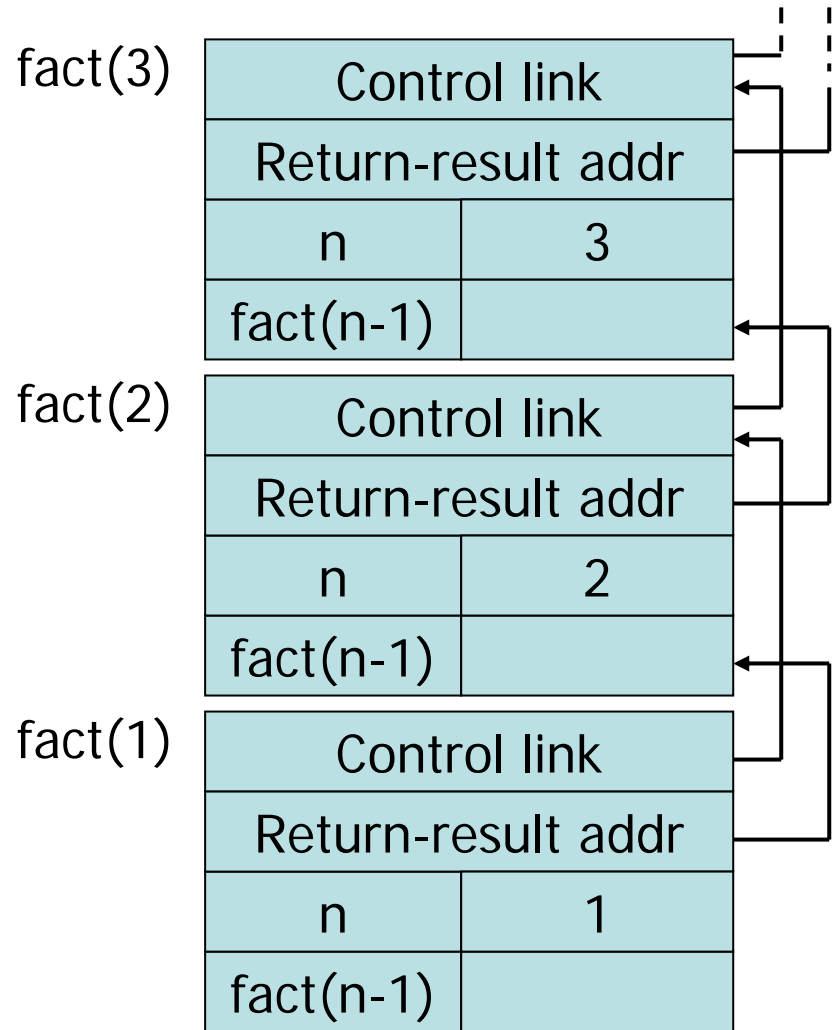 fact(3)
Control link
Return-result addr
n 3
fact(n-1)
fact(2)
Control link
Return-result addr
n 2
fact(n-1)
fact(1)
Control link
Return-result addr
n 1
fact(n-1)